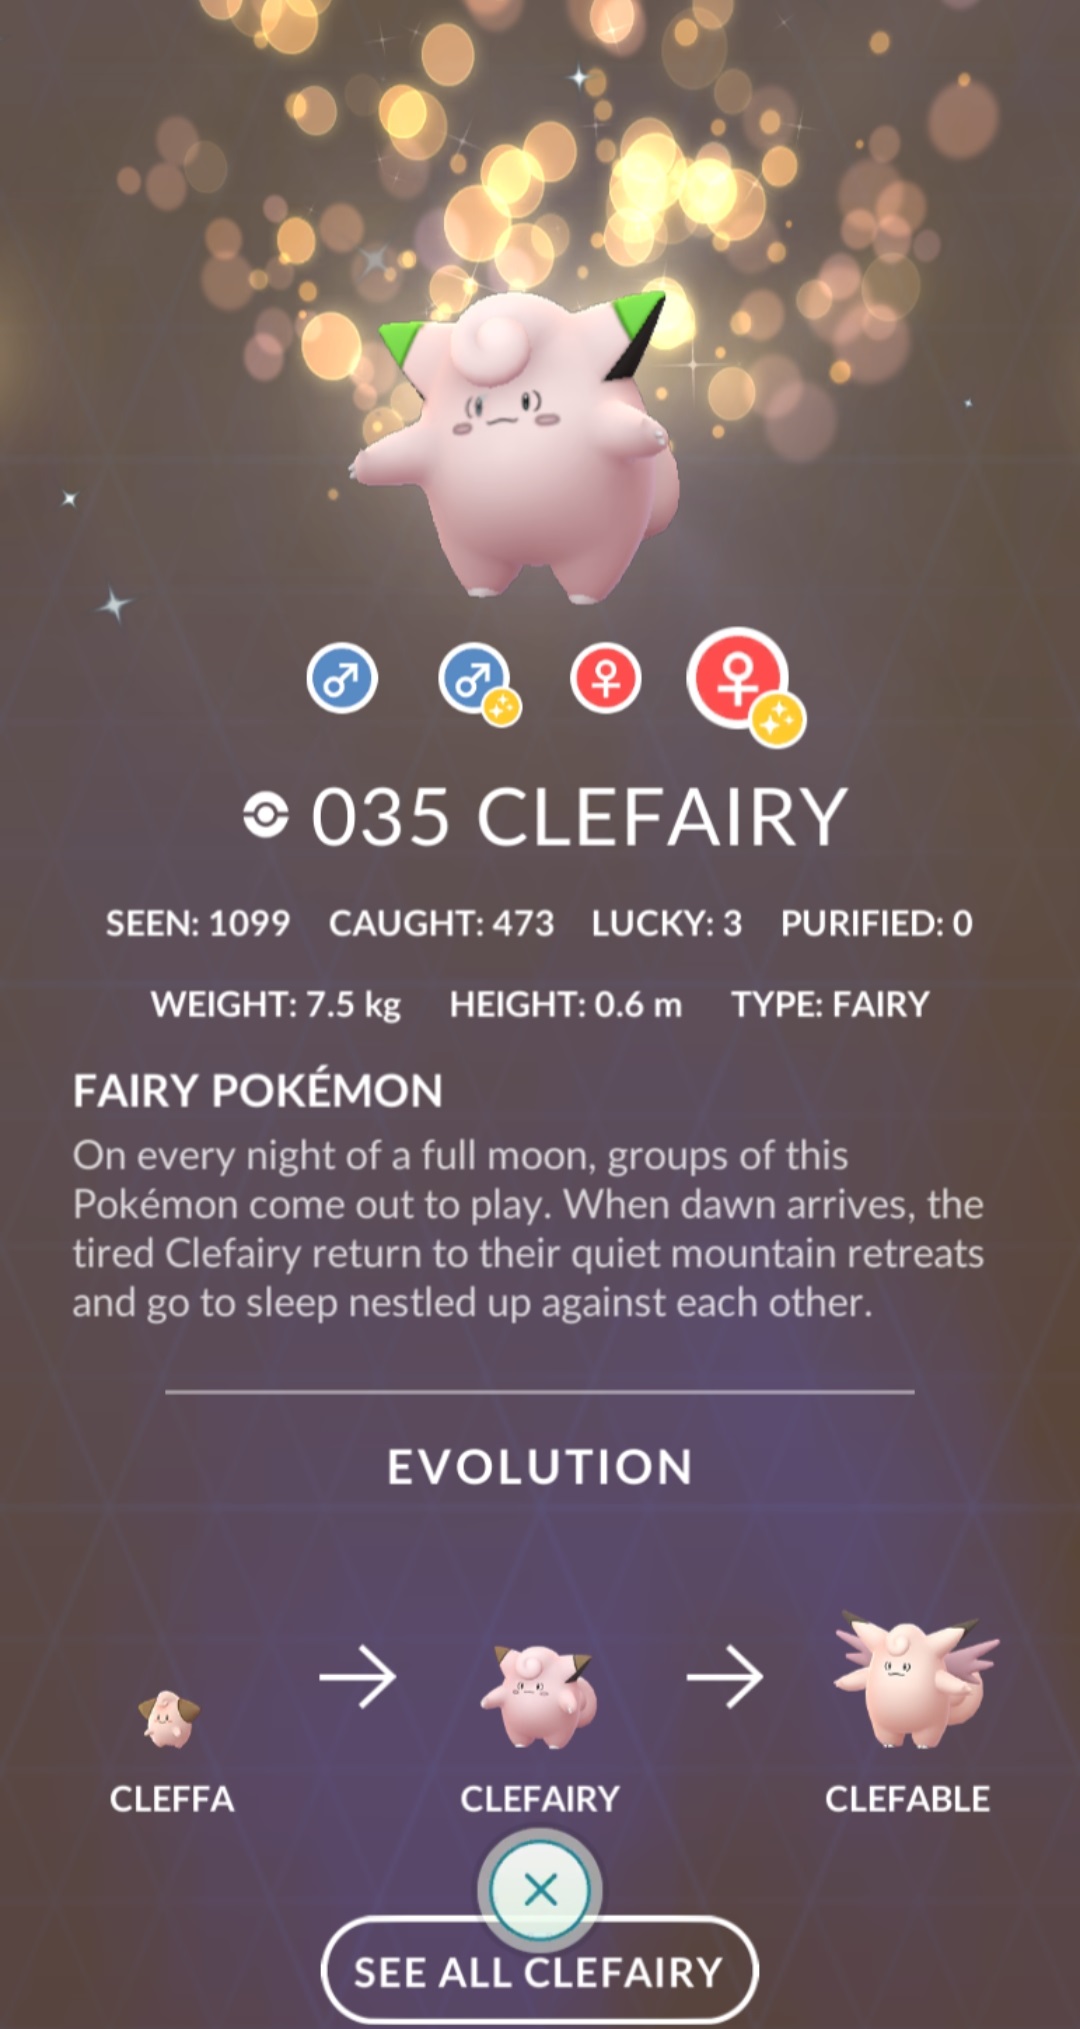 035 CLEFAIRY
SEEN: 1099 CAUGHT: 473 LUCKY: 3 PURIFIED: 0
WEIGHT: 7.5 kg HEIGHT: 0.6 m TYPE: FAIRY
FAIRY POKÉMON
On every night of a full moon, groups of this
Pokémon come out to play. When dawn arrives, the
tired Clefairy return to their quiet mountain retreats
and go to sleep nestled up against each other.
EVOLUTION
CLEFFA CLEFAIRY CLEFABLE
SEE ALL CLEFAIRY